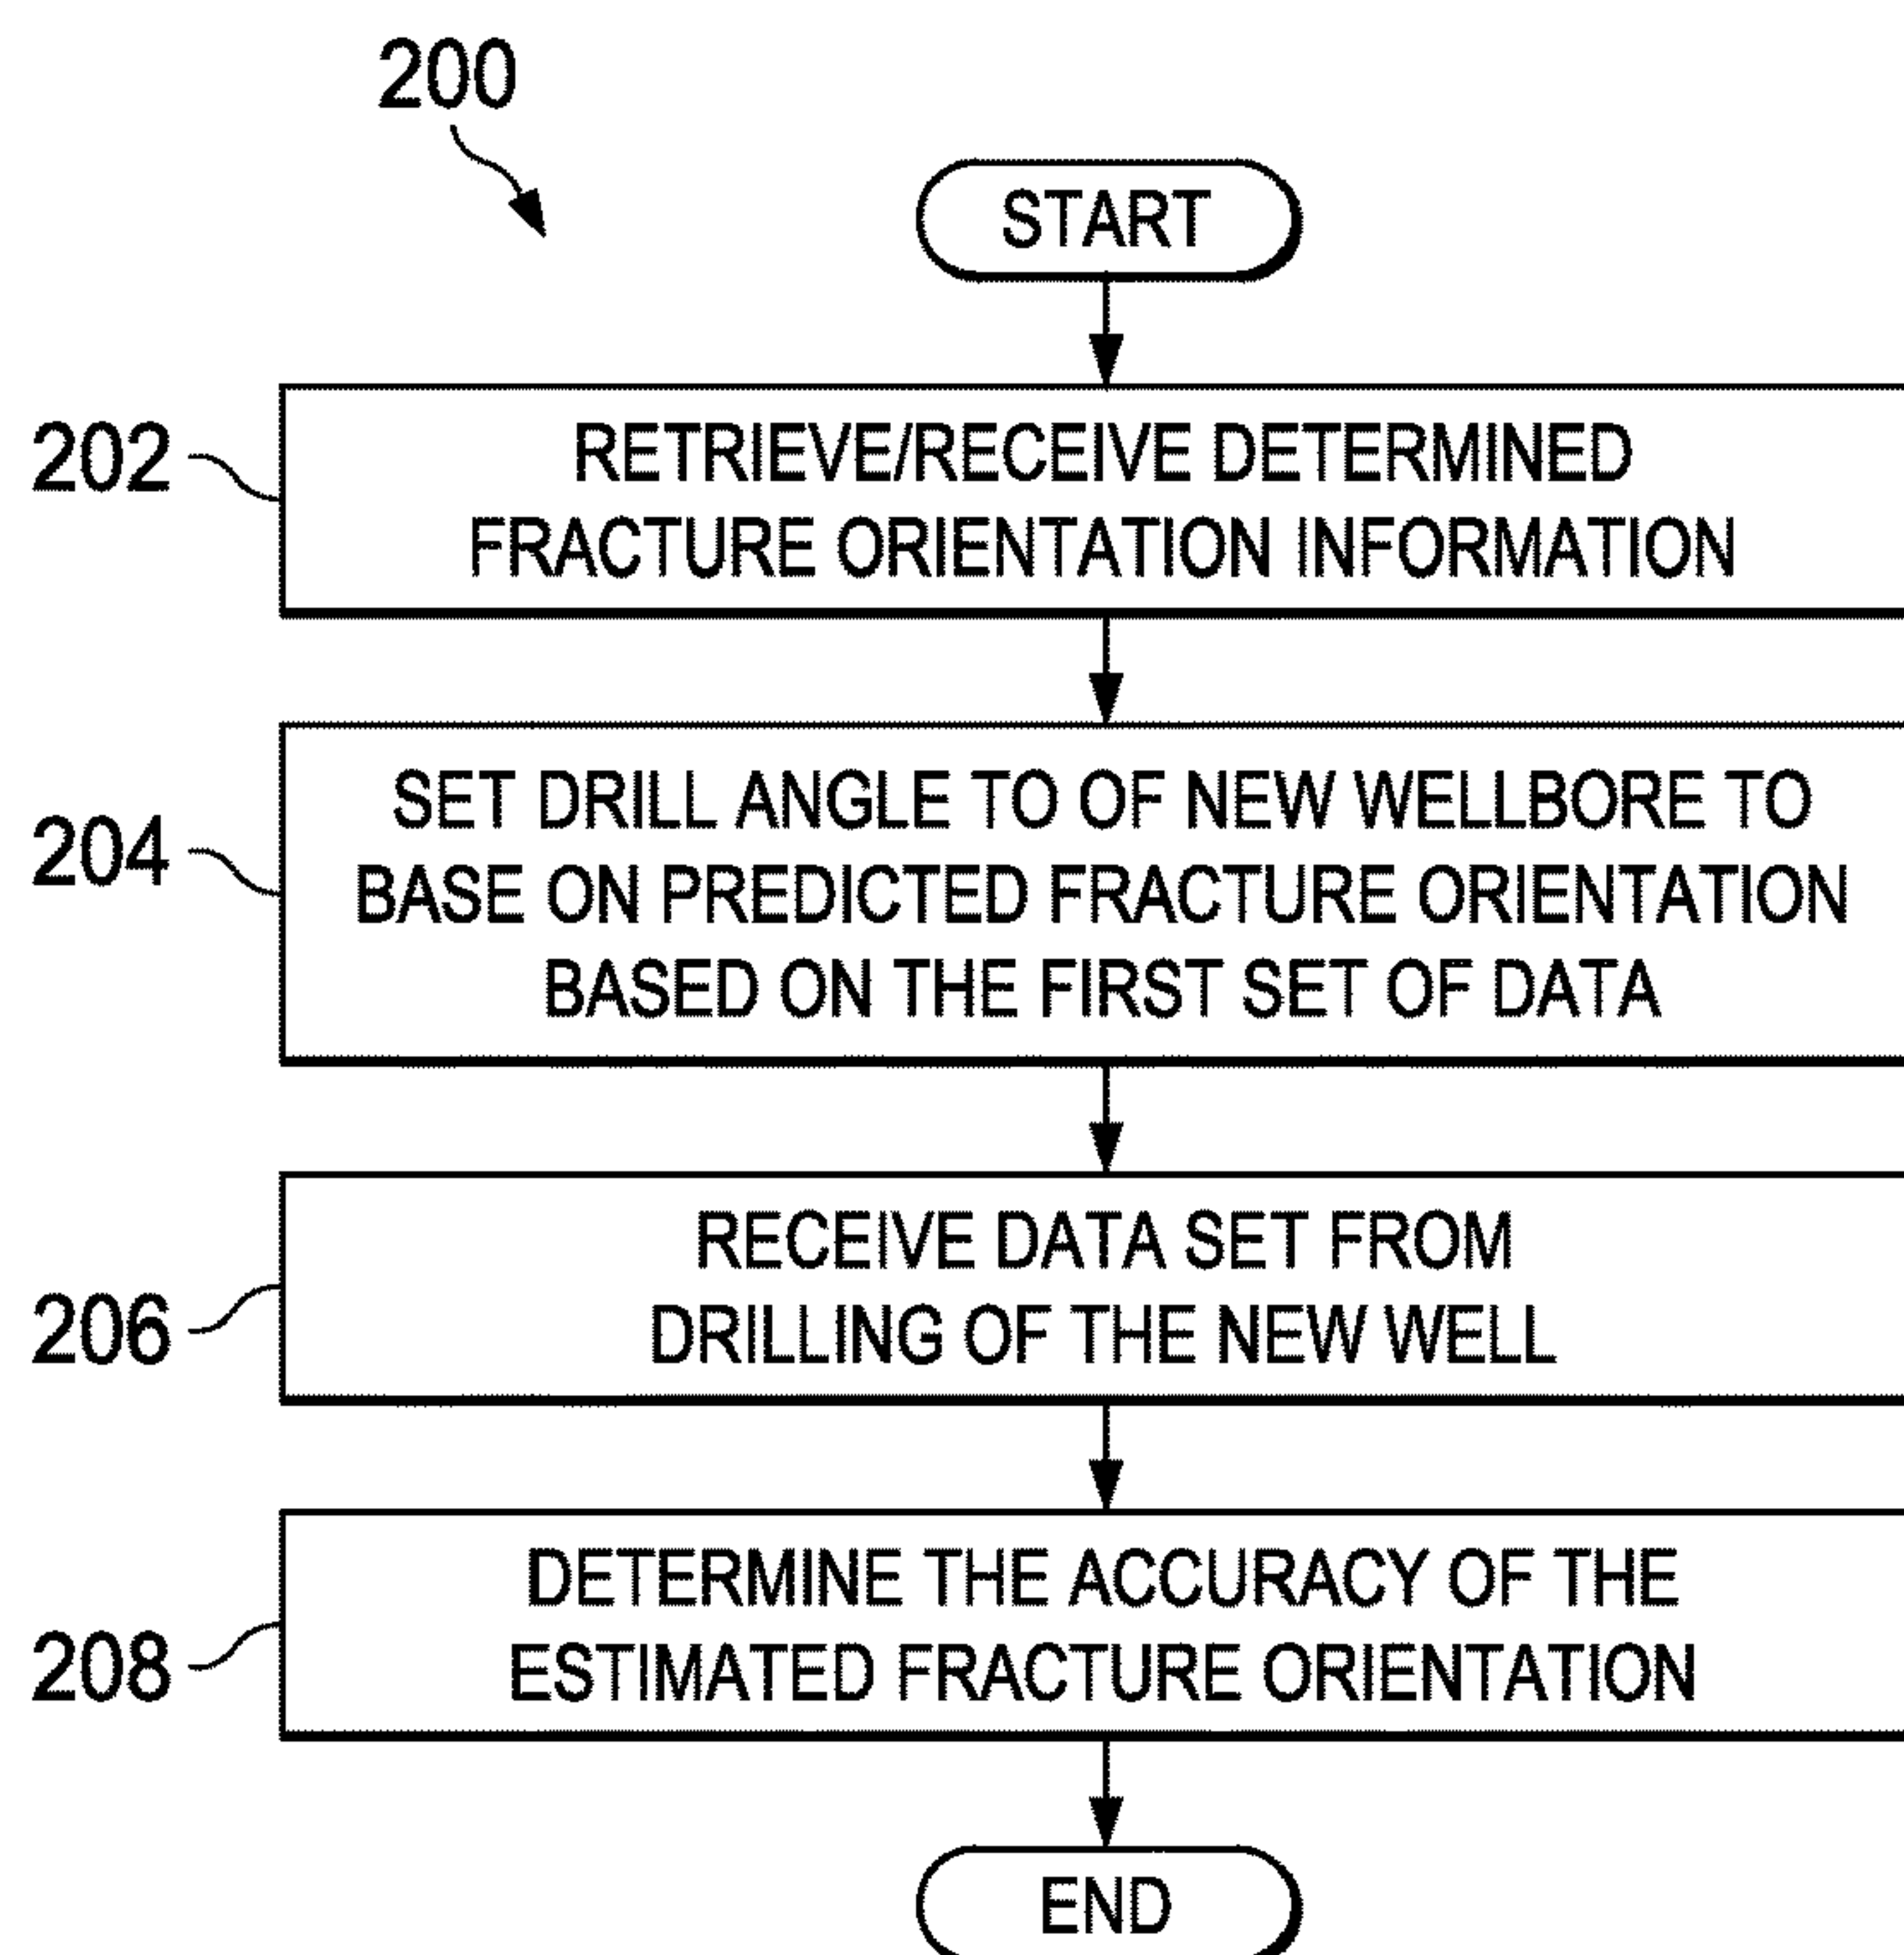 200
START
202
RETRIEVE/RECEIVE DETERMINED
FRACTURE ORIENTATION INFORMATION
204
SET DRILL ANGLE TO OF NEW WELLBORE TO
BASE ON PREDICTED FRACTURE ORIENTATION
BASED ON THE FIRST SET OF DATA
206
RECEIVE DATA SET FROM
DRILLING OF THE NEW WELL
208
DETERMINE THE ACCURACY OF THE
ESTIMATED FRACTURE ORIENTATION
END